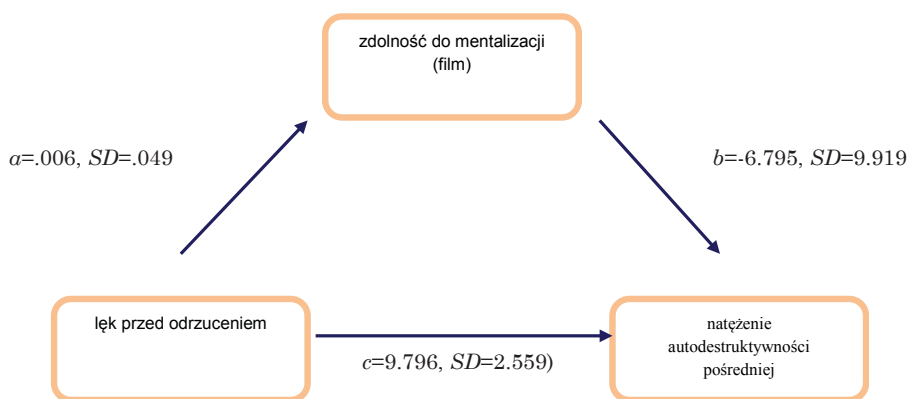 zdolność do mentalizacji
(film)
a=.006, SD=.049
b=-6.795, SD=9.919
lęk przed odrzuceniem
c=9.796, SD=2.559)
natężenie
autodestruktywności
pośredniej